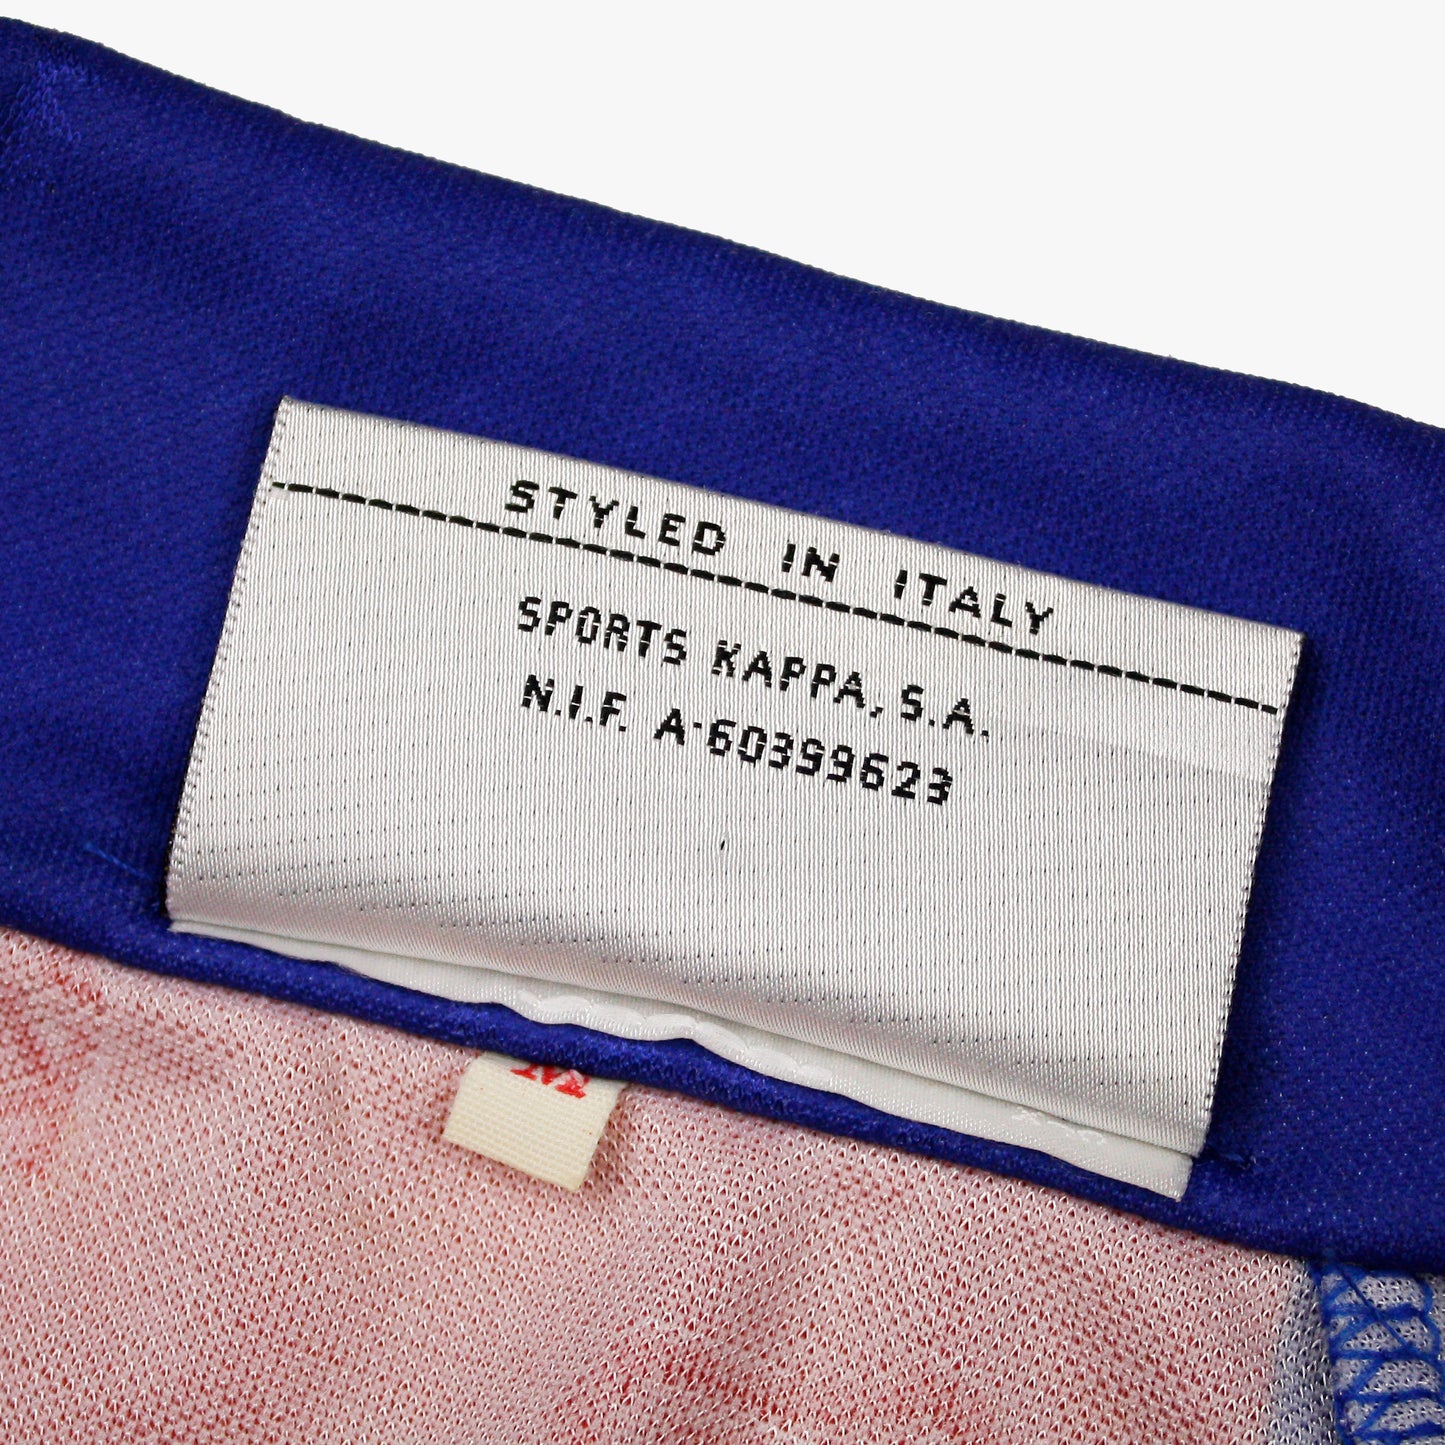 STYLED IN ITALY
SPORTS KAPPA, S.A.
N.I.F. A-60399623
M